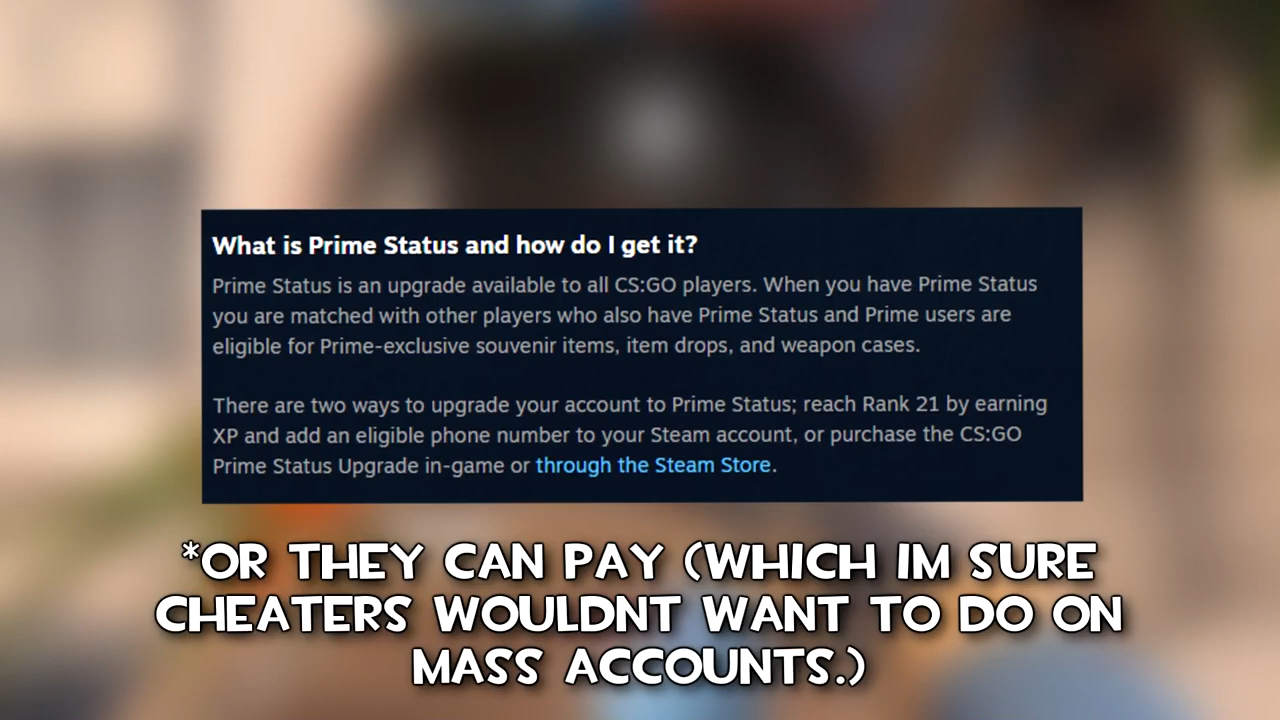 What is Prime Status and how do I get it?
Prime Status is an upgrade available to all CS:GO players. When you have Prime Status
you are matched with other players who also have Prime Status and Prime users are
eligible for Prime-exclusive souvenir items, item drops, and weapon cases.
There are two ways to upgrade your account to Prime Status; reach Rank 21 by earning
XP and add an eligible phone number to your Steam account, or purchase the CS:GO
Prime Status Upgrade in-game or through the Steam Store.
*OR THEY CAN PAY (WHICH IM SURE
CHEATERS WOULDNT WANT TO DO ON
MASS ACCOUNTS.)